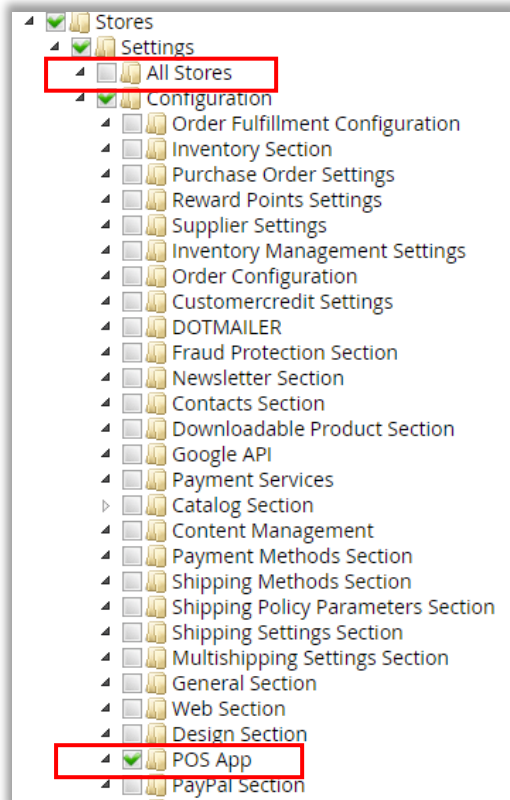 Stores
Settings
All Stores
Configuration
Order Fulfillment Configuration
Inventory Section
Purchase Order Settings
Reward Points Settings
Supplier Settings
Inventory Management Settings
Order Configuration
Customercredit Settings
DOTMAILER
Fraud Protection Section
Newsletter Section
Contacts Section
Downloadable Product Section
Google API
Payment Services
Catalog Section
Content Management
Payment Methods Section
Shipping Methods Section
Shipping Policy Parameters Section
Shipping Settings Section
Multishipping Settings Section
General Section
Web Section
Design Section
POS App
PayPal Section